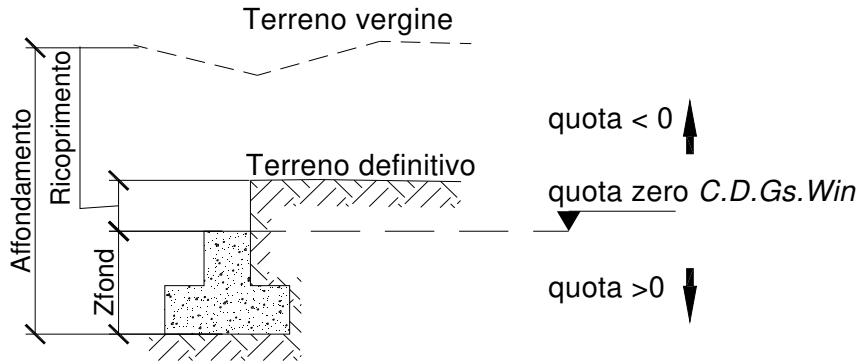 Terreno vergine
Affondamento
Ricoprimento
quota < 0
Terreno definitivo
quota zero C.D.Gs.Win
Zfond
quota >0